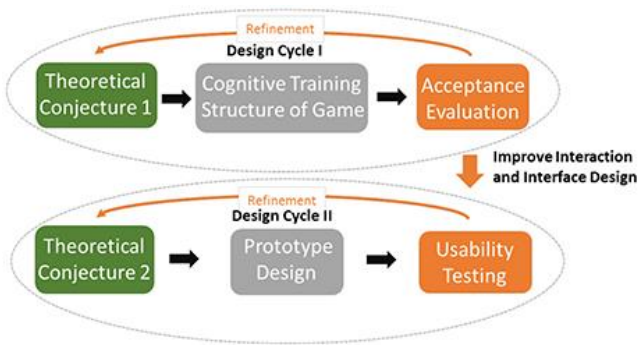 Refinement
Design Cycle I
Theoretical
Conjecture 1
Cognitive Training
Structure of Game
Acceptance
Evaluation
Improve Interaction
and Interface Design
Refinement
Design Cycle II
Theoretical
Conjecture 2
Prototype
Design
Usability
Testing